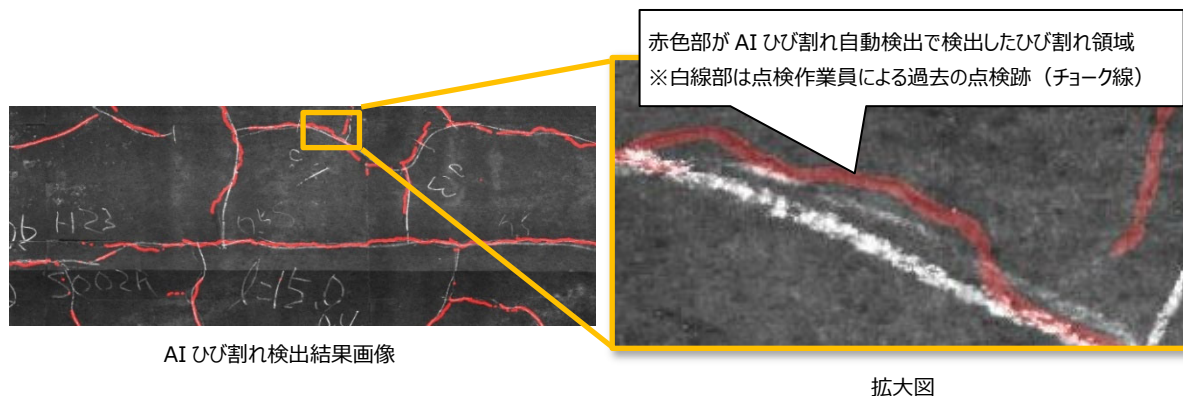 赤色部が AI ひび割れ自動検出で検出したひび割れ領域
※白線部は点検作業員による過去の点検跡（チョーク線）
H23
S002A
l=15.0
AI ひび割れ検出結果画像
拡大図